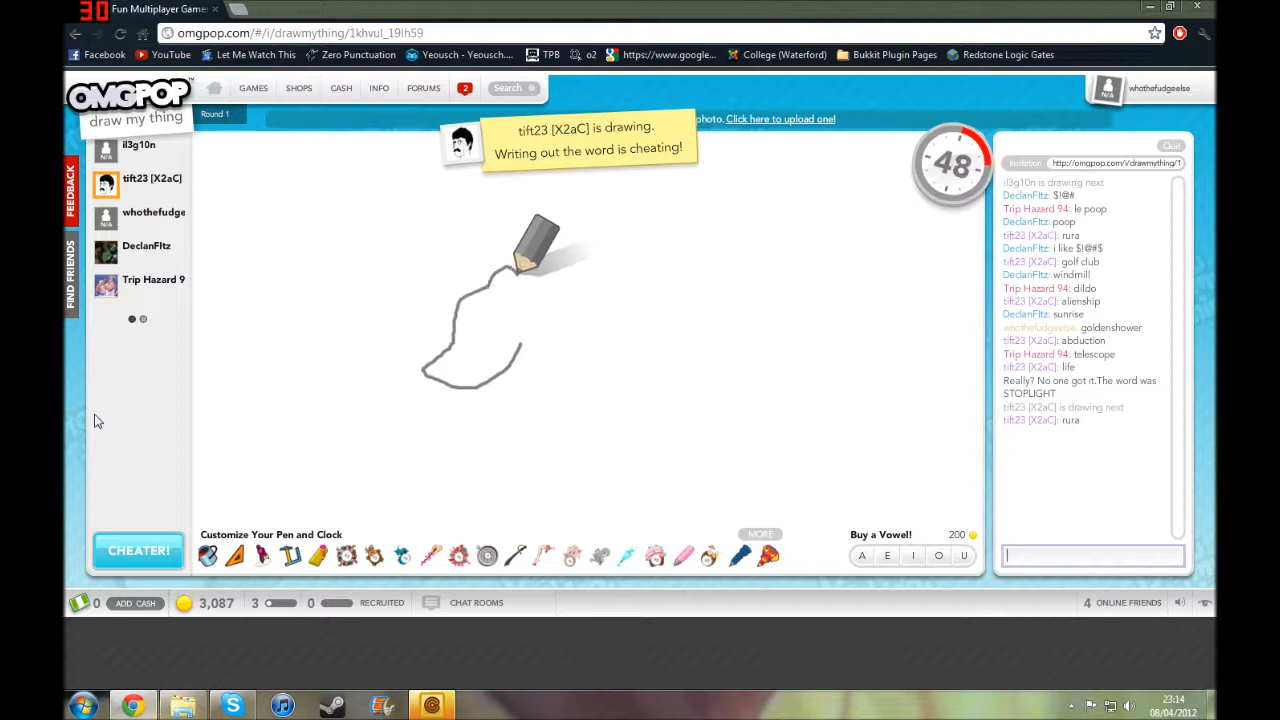 30
Fun Multiplayer Game:
omgpop.com/#/i/drawmything/1khvul_19lh59
Facebook
YouTube
Let Me Watch This
Zero Punctuation
Yeousch - Yeousch....
TPB
o2
https://www.google...
College (Waterford)
Bukkit Plugin Pages
Redstone Logic Gates
OMGPOP
draw my thing
GAMES
SHOPS
CASH
INFO
FORUMS
2
Search
N/A
whothefudgeelse
Round 1
photo. Click here to upload one!
tift23 [X2aC] is drawing.
Writing out the word is cheating!
48
Quit
Invitation
http://omgpop.com/i/drawmything/1
FEEDBACK
FIND FRIENDS
N/A
il3g10n
tift23 [X2aC]
N/A
whothefudge
DeclanFItz
Trip Hazard 9
il3g10n is drawing next
DeclanFItz: $!@#
Trip Hazard 94: le poop
DeclanFItz: poop
tift23 [X2aC]: rura
DeclanFItz: i like $!@#$
tift23 [X2aC]: golf club
DeclanFItz: windmill
Trip Hazard 94: dildo
tift23 [X2aC]: alienship
DeclanFItz: sunrise
whothefudgeelse: goldenshower
tift23 [X2aC]: abduction
Trip Hazard 94: telescope
tift23 [X2aC]: life
Really? No one got it.The word was
STOPLIGHT
tift23 [X2aC] is drawing next
tift23 [X2aC]: rura
CHEATER!
Customize Your Pen and Clock
MORE
Buy a Vowel!
200
A
E
I
O
U
0
ADD CASH
3,087
3
0
RECRUITED
CHAT ROOMS
4 ONLINE FRIENDS
23:14
08/04/2012